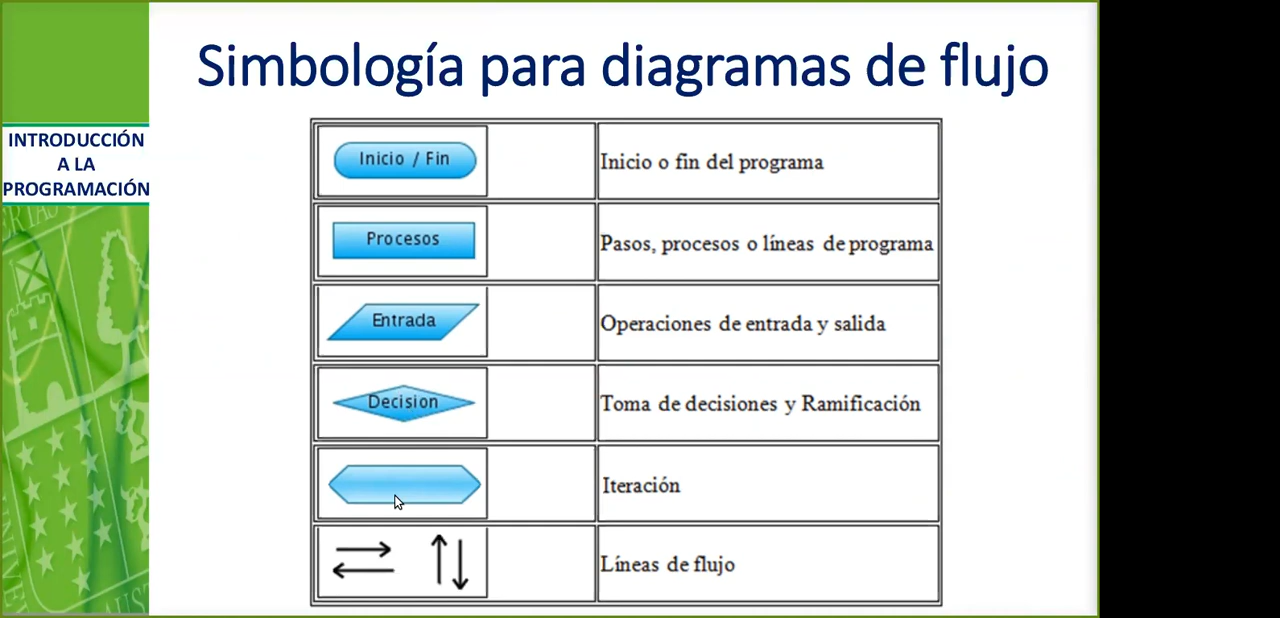 Simbología para diagramas de flujo
INTRODUCCIÓN
A LA
PROGRAMACIÓN
Inicio / Fin
Inicio o fin del programa
Procesos
Pasos, procesos o líneas de programa
Entrada
Operaciones de entrada y salida
Decision
Toma de decisiones y Ramificación
Iteración
Líneas de flujo